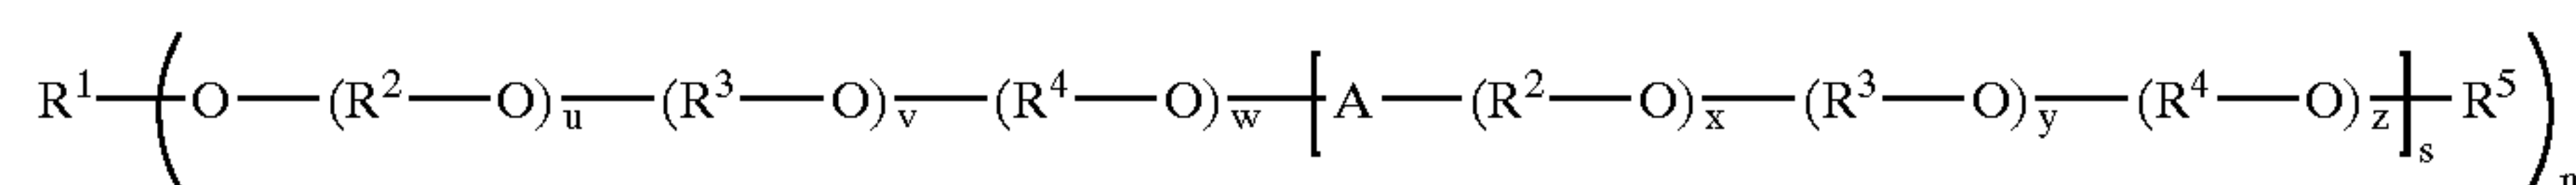 R¹—(O—(R²—O)ᵤ—(R³—O)ᵥ—(R⁴—O)w—[A—(R²—O)ₓ—(R³—O)y—(R⁴—O)z]ₛ—R⁵)